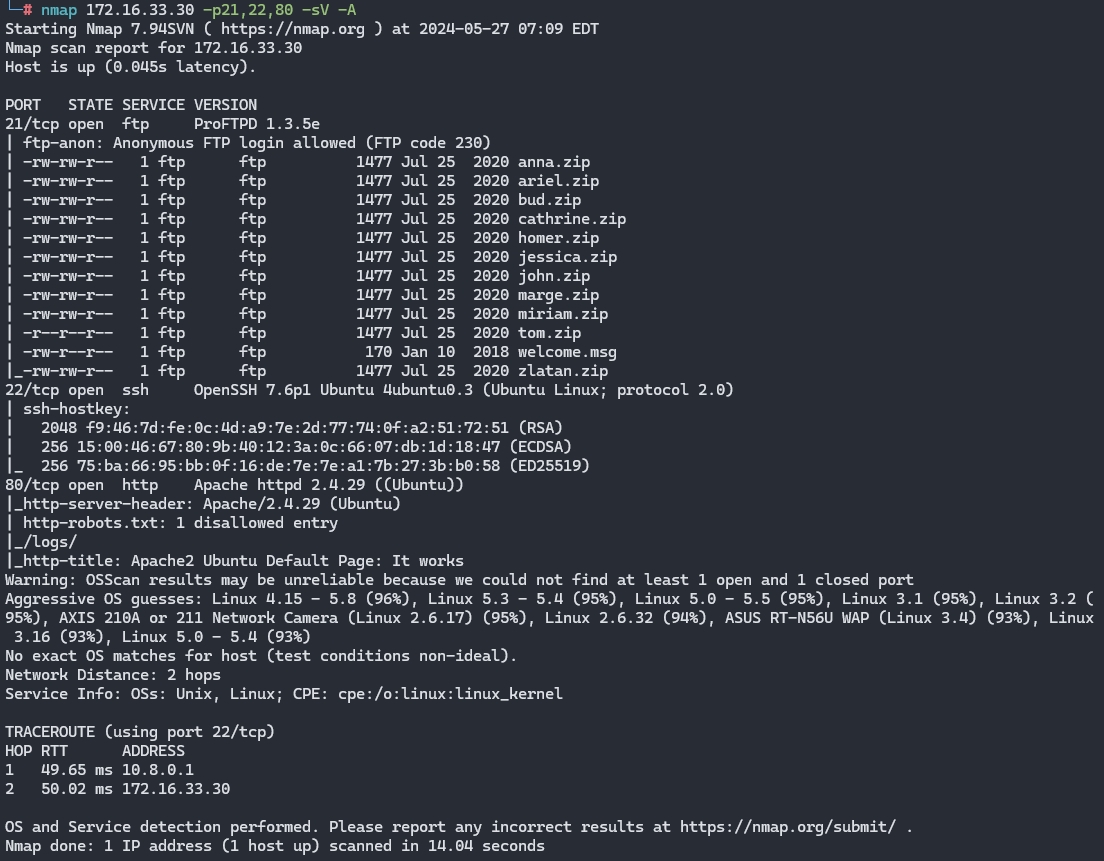 └─# nmap 172.16.33.30 -p21,22,80 -sV -A
Starting Nmap 7.94SVN ( https://nmap.org ) at 2024-05-27 07:09 EDT
Nmap scan report for 172.16.33.30
Host is up (0.045s latency).

PORT   STATE SERVICE VERSION
21/tcp open  ftp     ProFTPD 1.3.5e
| ftp-anon: Anonymous FTP login allowed (FTP code 230)
| -rw-rw-r--   1 ftp      ftp          1477 Jul 25  2020 anna.zip
| -rw-rw-r--   1 ftp      ftp          1477 Jul 25  2020 ariel.zip
| -rw-rw-r--   1 ftp      ftp          1477 Jul 25  2020 bud.zip
| -rw-rw-r--   1 ftp      ftp          1477 Jul 25  2020 cathrine.zip
| -rw-rw-r--   1 ftp      ftp          1477 Jul 25  2020 homer.zip
| -rw-rw-r--   1 ftp      ftp          1477 Jul 25  2020 jessica.zip
| -rw-rw-r--   1 ftp      ftp          1477 Jul 25  2020 john.zip
| -rw-rw-r--   1 ftp      ftp          1477 Jul 25  2020 marge.zip
| -rw-rw-r--   1 ftp      ftp          1477 Jul 25  2020 miriam.zip
| -r--r--r--   1 ftp      ftp          1477 Jul 25  2020 tom.zip
| -rw-r--r--   1 ftp      ftp           170 Jan 10  2018 welcome.msg
|_-rw-rw-r--   1 ftp      ftp          1477 Jul 25  2020 zlatan.zip
22/tcp open  ssh     OpenSSH 7.6p1 Ubuntu 4ubuntu0.3 (Ubuntu Linux; protocol 2.0)
| ssh-hostkey:
|   2048 f9:46:7d:fe:0c:4d:a9:7e:2d:77:74:0f:a2:51:72:51 (RSA)
|   256 15:00:46:67:80:9b:40:12:3a:0c:66:07:db:1d:18:47 (ECDSA)
|_  256 75:ba:66:95:bb:0f:16:de:7e:7e:a1:7b:27:3b:b0:58 (ED25519)
80/tcp open  http    Apache httpd 2.4.29 ((Ubuntu))
|_http-server-header: Apache/2.4.29 (Ubuntu)
| http-robots.txt: 1 disallowed entry
|_/logs/
|_http-title: Apache2 Ubuntu Default Page: It works
Warning: OSScan results may be unreliable because we could not find at least 1 open and 1 closed port
Aggressive OS guesses: Linux 4.15 - 5.8 (96%), Linux 5.3 - 5.4 (95%), Linux 5.0 - 5.5 (95%), Linux 3.1 (95%), Linux 3.2 (
95%), AXIS 210A or 211 Network Camera (Linux 2.6.17) (95%), Linux 2.6.32 (94%), ASUS RT-N56U WAP (Linux 3.4) (93%), Linux
 3.16 (93%), Linux 5.0 - 5.4 (93%)
No exact OS matches for host (test conditions non-ideal).
Network Distance: 2 hops
Service Info: OSs: Unix, Linux; CPE: cpe:/o:linux:linux_kernel

TRACEROUTE (using port 22/tcp)
HOP RTT      ADDRESS
1   49.65 ms 10.8.0.1
2   50.02 ms 172.16.33.30

OS and Service detection performed. Please report any incorrect results at https://nmap.org/submit/ .
Nmap done: 1 IP address (1 host up) scanned in 14.04 seconds